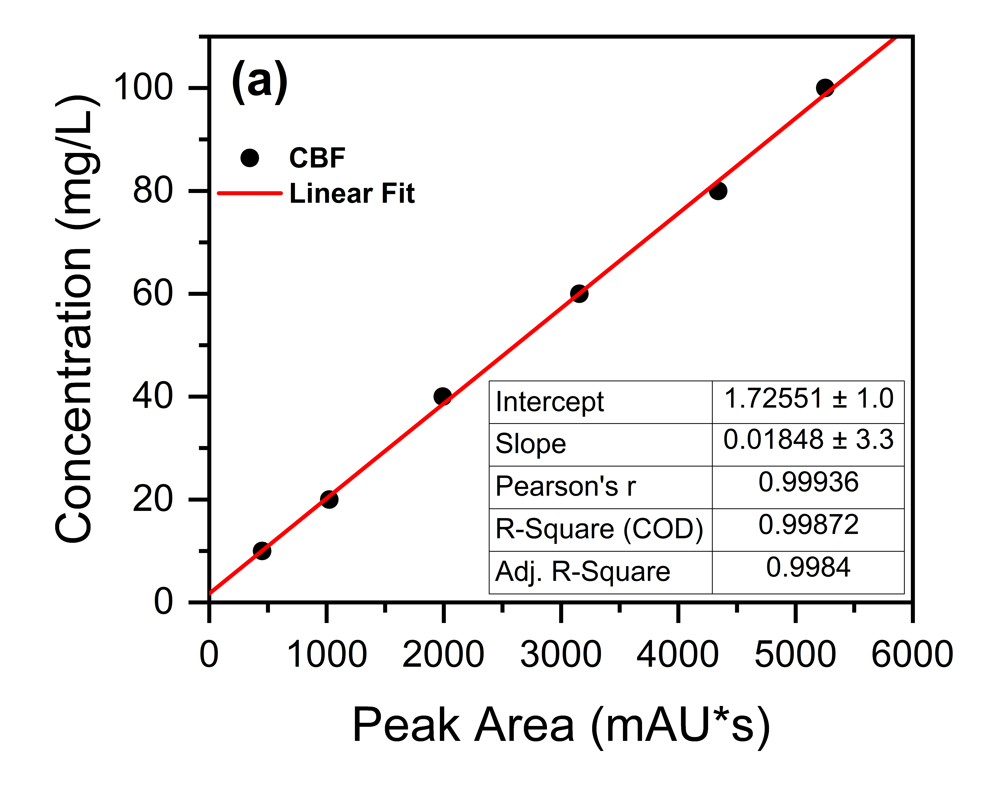 (a)
CBF
Linear Fit
Concentration (mg/L)
100
80
60
40
20
0
Intercept 1.72551 ± 1.0
Slope 0.01848 ± 3.3
Pearson's r 0.99936
R-Square (COD) 0.99872
Adj. R-Square 0.9984
0 1000 2000 3000 4000 5000 6000
Peak Area (mAU*s)